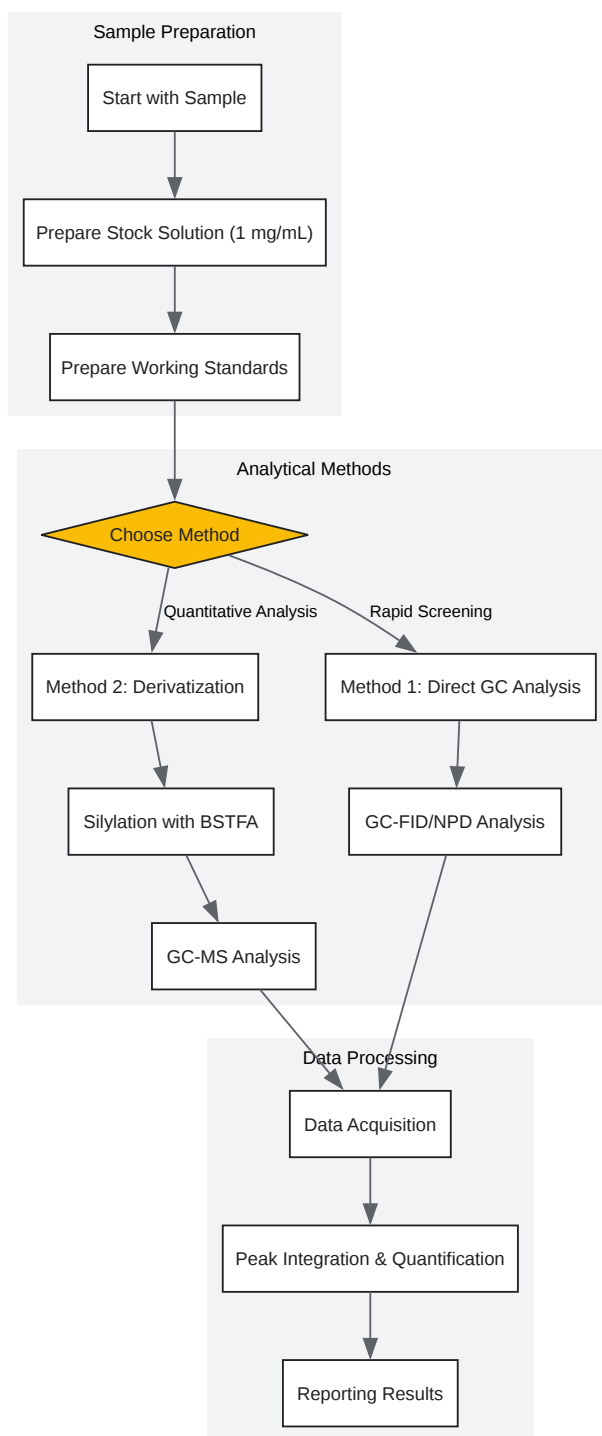 Sample Preparation
Start with Sample
Prepare Stock Solution (1 mg/mL)
Prepare Working Standards
Analytical Methods
Choose Method
Quantitative Analysis
Rapid Screening
Method 2: Derivatization
Method 1: Direct GC Analysis
Silylation with BSTFA
GC-FID/NPD Analysis
GC-MS Analysis
Data Processing
Data Acquisition
Peak Integration & Quantification
Reporting Results